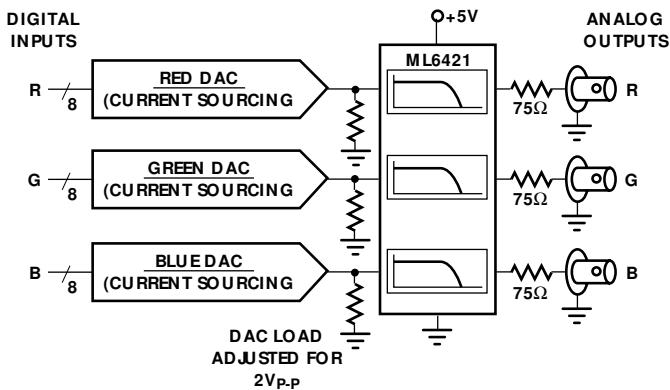 DIGITAL
INPUTS
+5V
ANALOG
OUTPUTS
ML6421
R
8
RED DAC
(CURRENT SOURCING
75Ω
R
G
8
GREEN DAC
(CURRENT SOURCING
75Ω
G
B
8
BLUE DAC
(CURRENT SOURCING
75Ω
B
DAC LOAD
ADJUSTED FOR
2VP-P